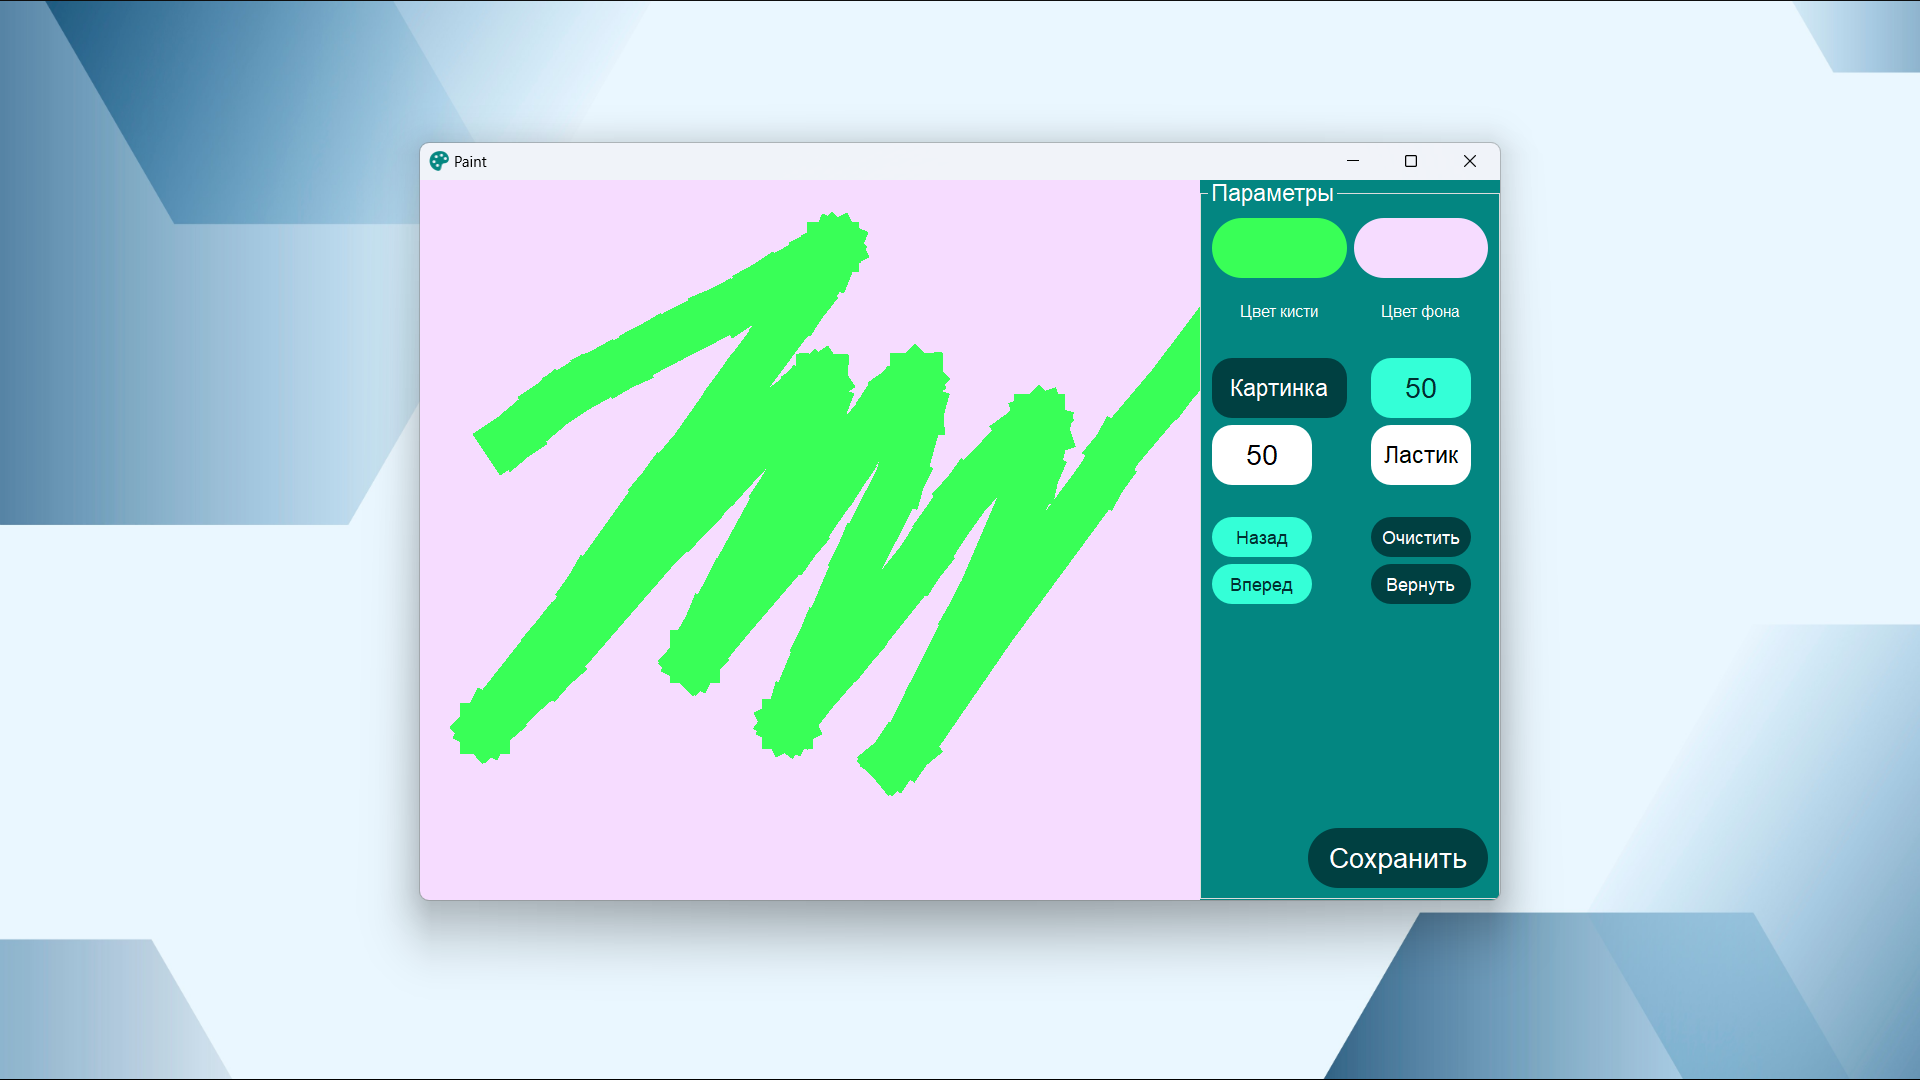 Paint
Параметры
Цвет кисти Цвет фона
Картинка 50
50 Ластик
Назад Очистить
Вперед Вернуть
Сохранить